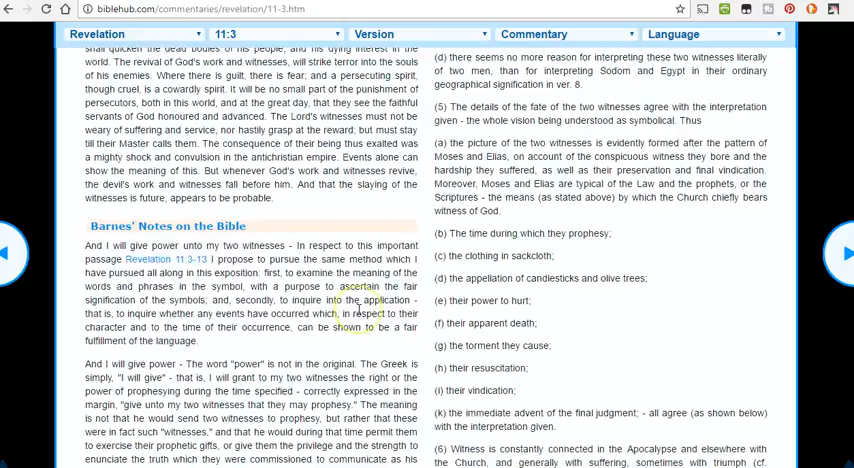 biblehub.com/commentaries/revelation/11-3.htm
Revelation 11:3 Version Commentary Language
shall quicken the dead bodies of his people, and his dying interest in the
world. The revival of God's work and witnesses, will strike terror into the souls
of his enemies. Where there is guilt, there is fear; and a persecuting spirit,
though cruel, is a cowardly spirit. It will be no small part of the punishment of
persecutors, both in this world, and at the great day, that they see the faithful
servants of God honoured and advanced. The Lord's witnesses must not be
weary of suffering and service, nor hastily grasp at the reward; but must stay
till their Master calls them. The consequence of their being thus exalted was
a mighty shock and convulsion in the antichristian empire. Events alone can
show the meaning of this. But whenever God's work and witnesses revive,
the devil's work and witnesses fall before him. And that the slaying of the
witnesses is future, appears to be probable.
Barnes' Notes on the Bible
And I will give power unto my two witnesses - In respect to this important
passage Revelation 11:3-13 I propose to pursue the same method which I
have pursued all along in this exposition: first, to examine the meaning of the
words and phrases in the symbol, with a purpose to ascertain the fair
signification of the symbols; and, secondly, to inquire into the application -
that is, to inquire whether any events have occurred which, in respect to their
character and to the time of their occurrence, can be shown to be a fair
fulfillment of the language.
And I will give power - The word "power" is not in the original. The Greek is
simply, "I will give" - that is, I will grant to my two witnesses the right or the
power of prophesying during the time specified - correctly expressed in the
margin, "give unto my two witnesses that they may prophesy." The meaning
is not that he would send two witnesses to prophesy, but rather that these
were in fact such "witnesses," and that he would during that time permit them
to exercise their prophetic gifts, or give them the privilege and the strength to
enunciate the truth which they were commissioned to communicate as his
(d) there seems no more reason for interpreting these two witnesses literally
of two men, than for interpreting Sodom and Egypt in their ordinary
geographical signification in ver. 8.
(5) The details of the fate of the two witnesses agree with the interpretation
given - the whole vision being understood as symbolical. Thus
(a) the picture of the two witnesses is evidently formed after the pattern of
Moses and Elias, on account of the conspicuous witness they bore and the
hardship they suffered, as well as their preservation and final vindication.
Moreover, Moses and Elias are typical of the Law and the prophets, or the
Scriptures - the means (as stated above) by which the Church chiefly bears
witness of God.
(b) The time during which they prophesy;
(c) the clothing in sackcloth;
(d) the appellation of candlesticks and olive trees;
(e) their power to hurt;
(f) their apparent death;
(g) the torment they cause;
(h) their resuscitation;
(i) their vindication;
(k) the immediate advent of the final judgment; - all agree (as shown below)
with the interpretation given.
(6) Witness is constantly connected in the Apocalypse and elsewhere with
the Church, and generally with suffering, sometimes with triumph (cf.